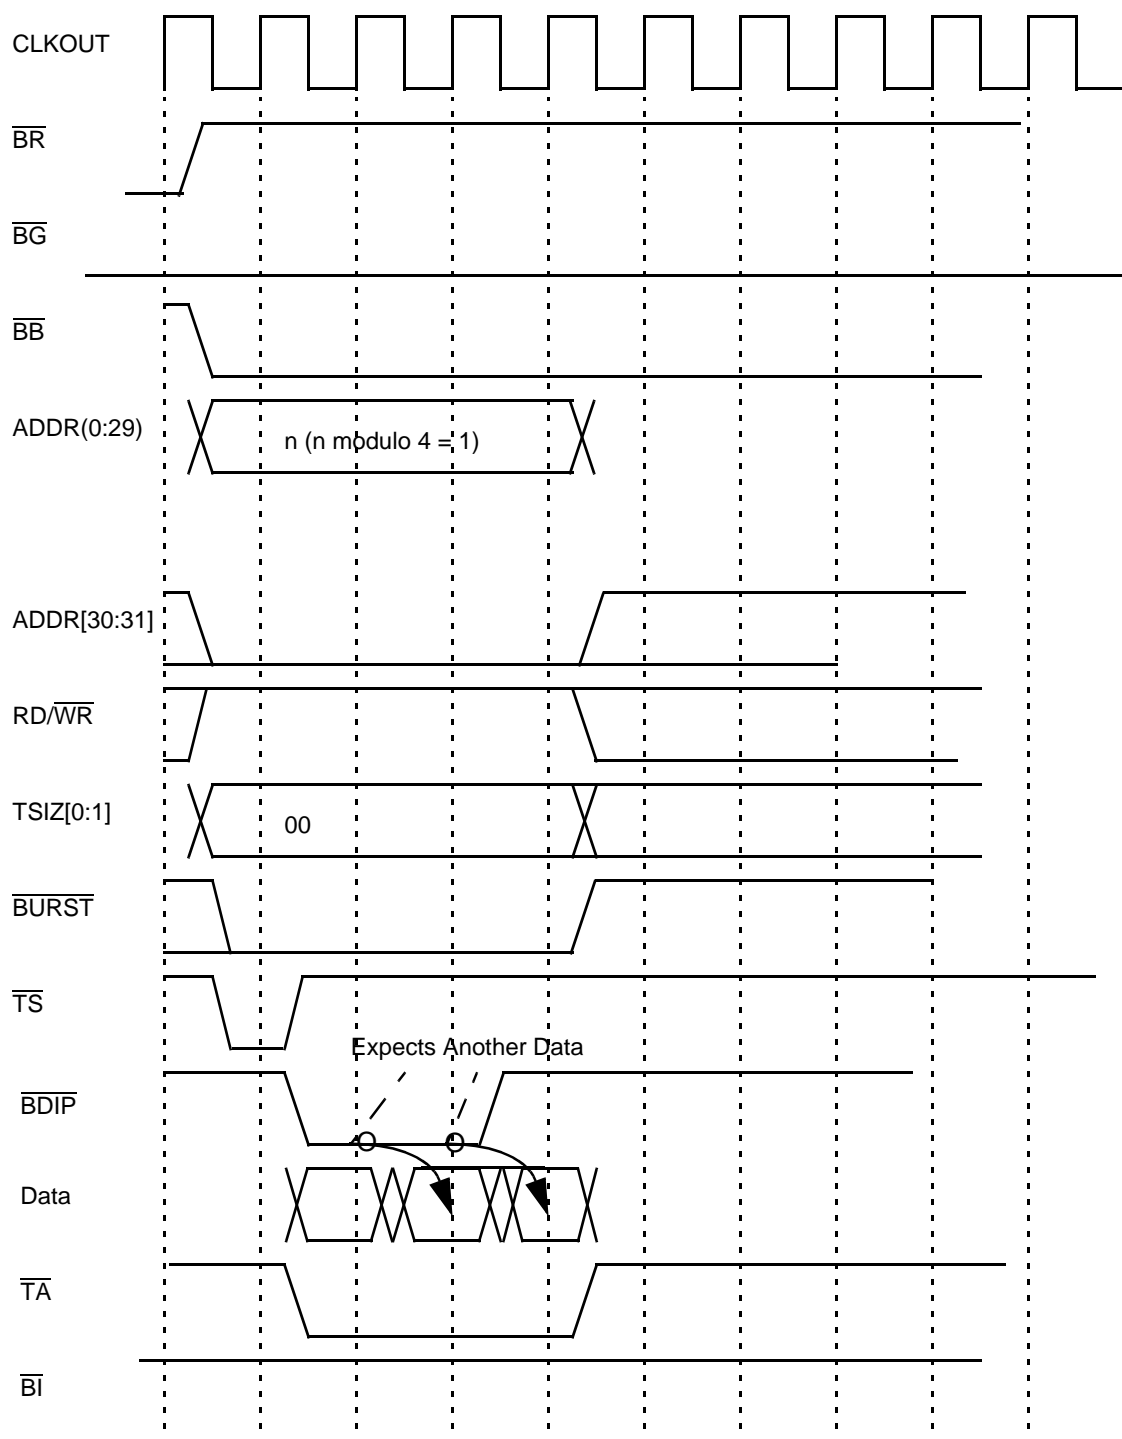 CLKOUT
BR
BG
BB
ADDR(0:29)
n (n modulo 4 = 1)
ADDR[30:31]
RD/WR
TSIZ[0:1]
00
BURST
TS
Expects Another Data
BDIP
Data
TA
BI